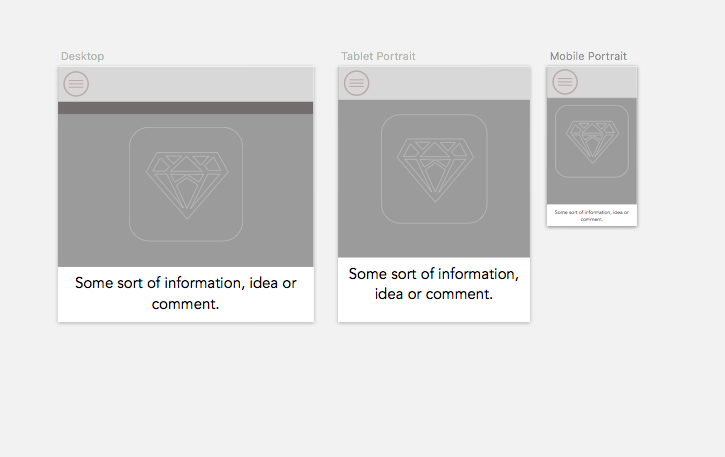 Desktop
Tablet Portrait
Mobile Portrait
Some sort of information, idea or
comment.
Some sort of information,
idea or comment.
Some sort of information, idea or
comment.